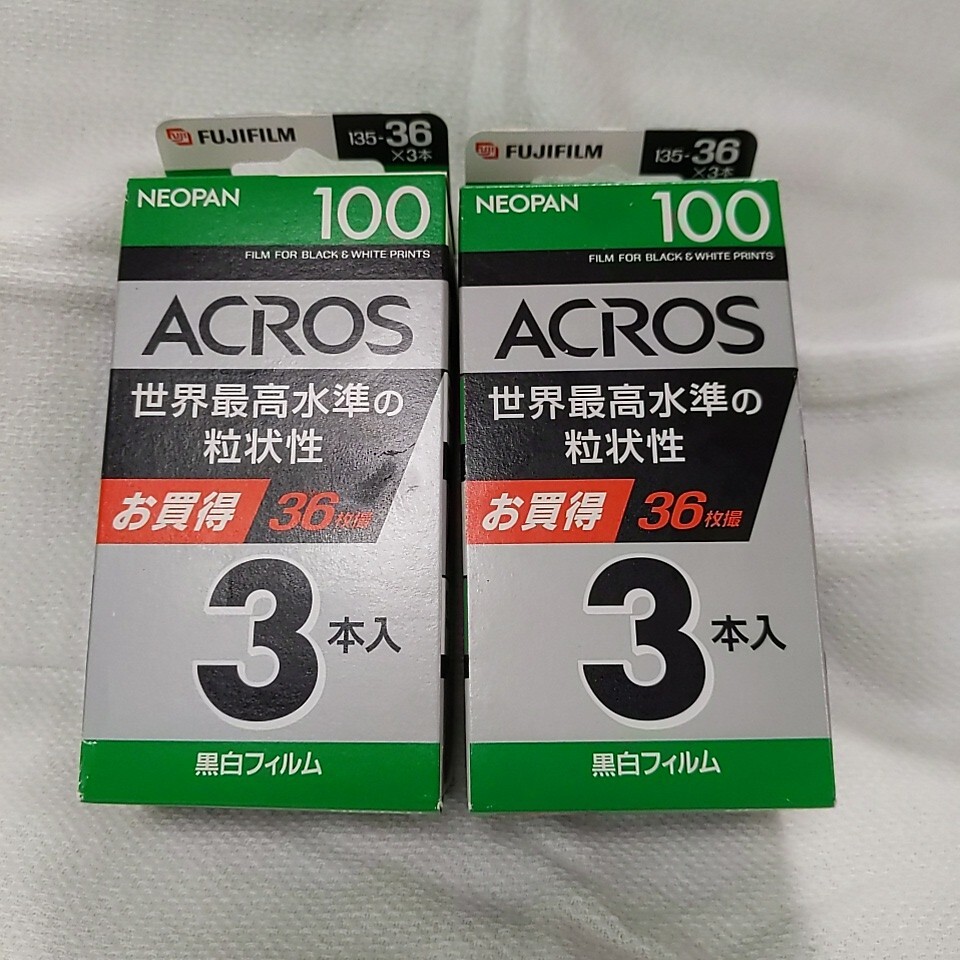 FUJIFILM
135-36
×3本
NEOPAN 100
FILM FOR BLACK & WHITE PRINTS
ACROS
世界最高水準の
粒状性
お買得 36枚撮
3本入
黒白フィルム
FUJIFILM
135-36
×3本
NEOPAN 100
FILM FOR BLACK & WHITE PRINTS
ACROS
世界最高水準の
粒状性
お買得 36枚撮
3本入
黒白フィルム